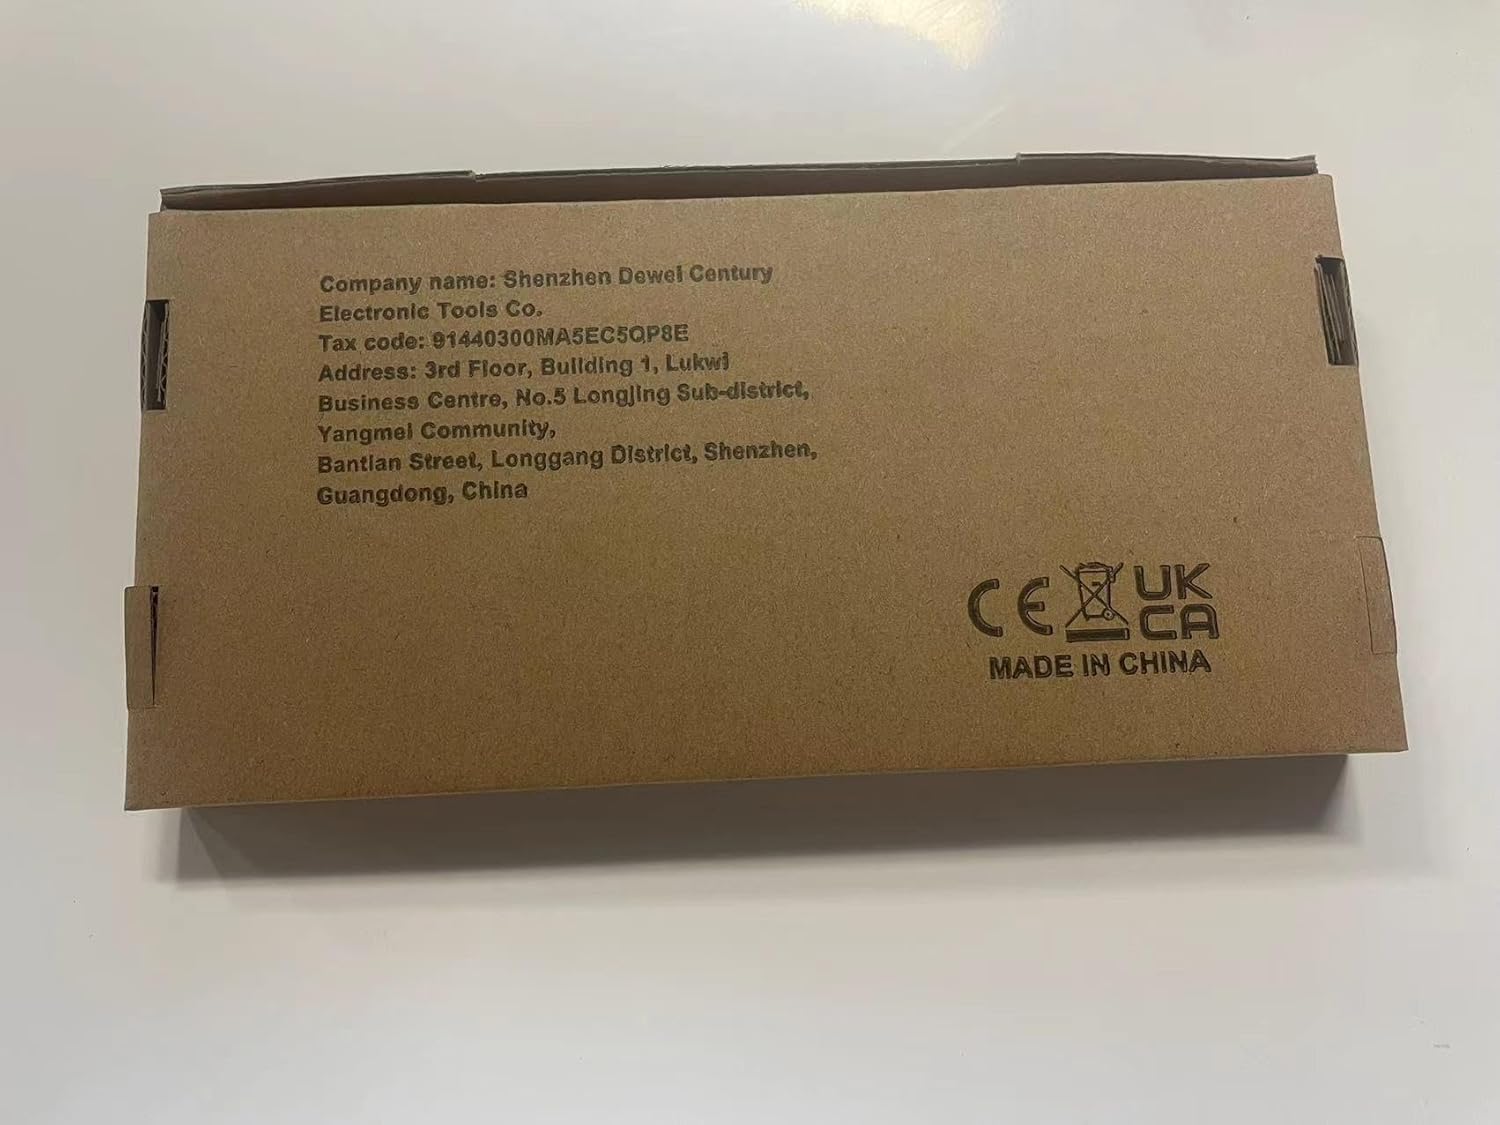 Company name: Shenzhen Dewei Century
Electronic Tools Co.
Tax code: 91440300MA5EC5QP8E
Address: 3rd Floor, Building 1, Lukwi
Business Centre, No.5 Longjing Sub-district,
Yangmei Community,
Bantian Street, Longgang District, Shenzhen,
Guangdong, China
CE UK
CA
MADE IN CHINA